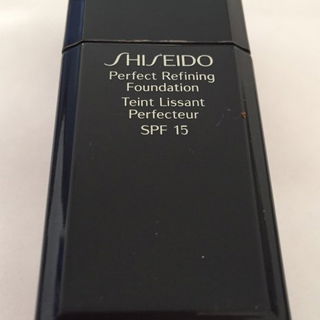 SHISEIDO
Perfect Refining
Foundation
Teint Lissant
Perfecteur
SPF 15